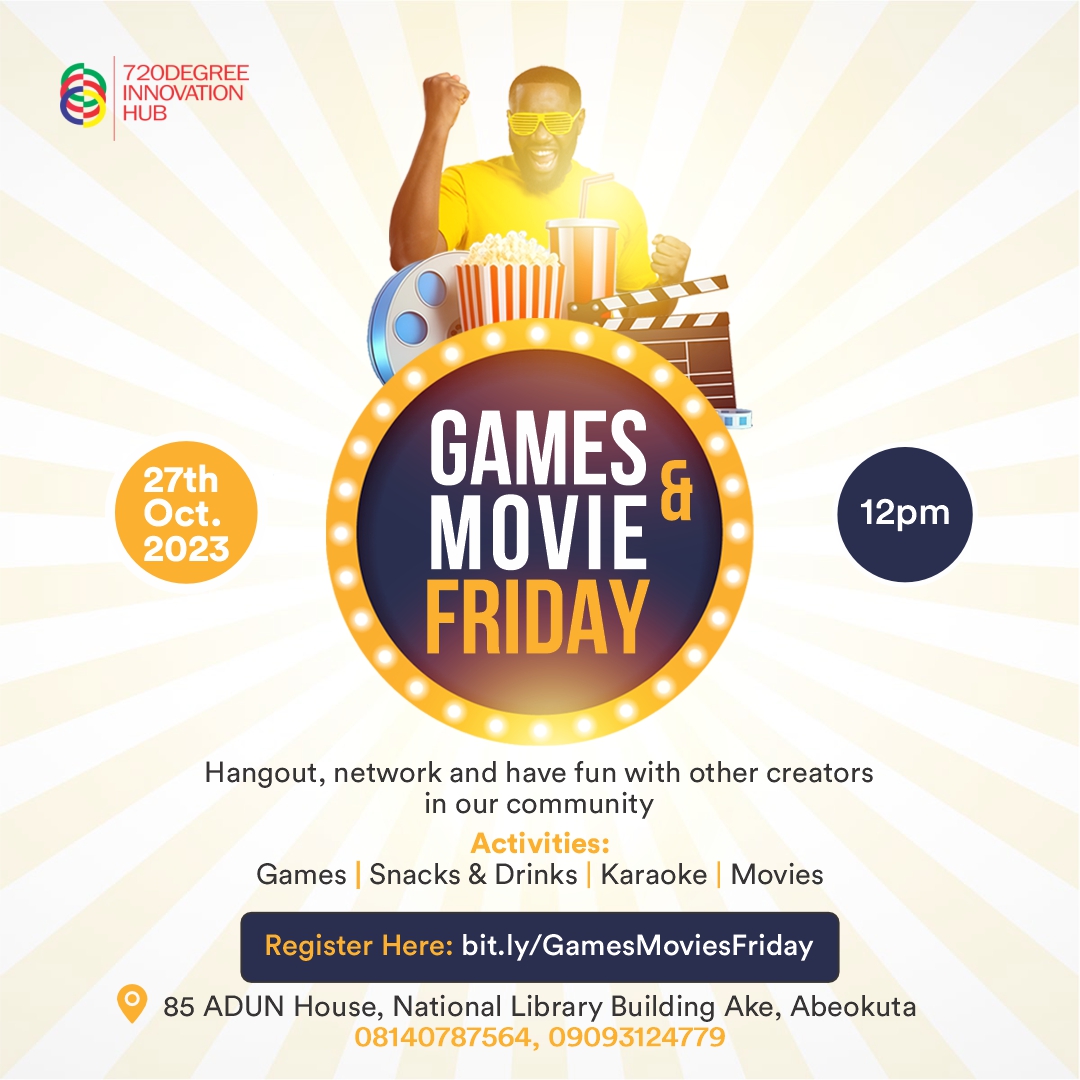 720DEGREE
INNOVATION
HUB
GAMES
&
MOVIE
FRIDAY
27th
Oct.
2023
12pm
Hangout, network and have fun with other creators
in our community
Activities:
Games | Snacks & Drinks | Karaoke | Movies
Register Here: bit.ly/GamesMoviesFriday
85 ADUN House, National Library Building Ake, Abeokuta
08140787564, 09093124779